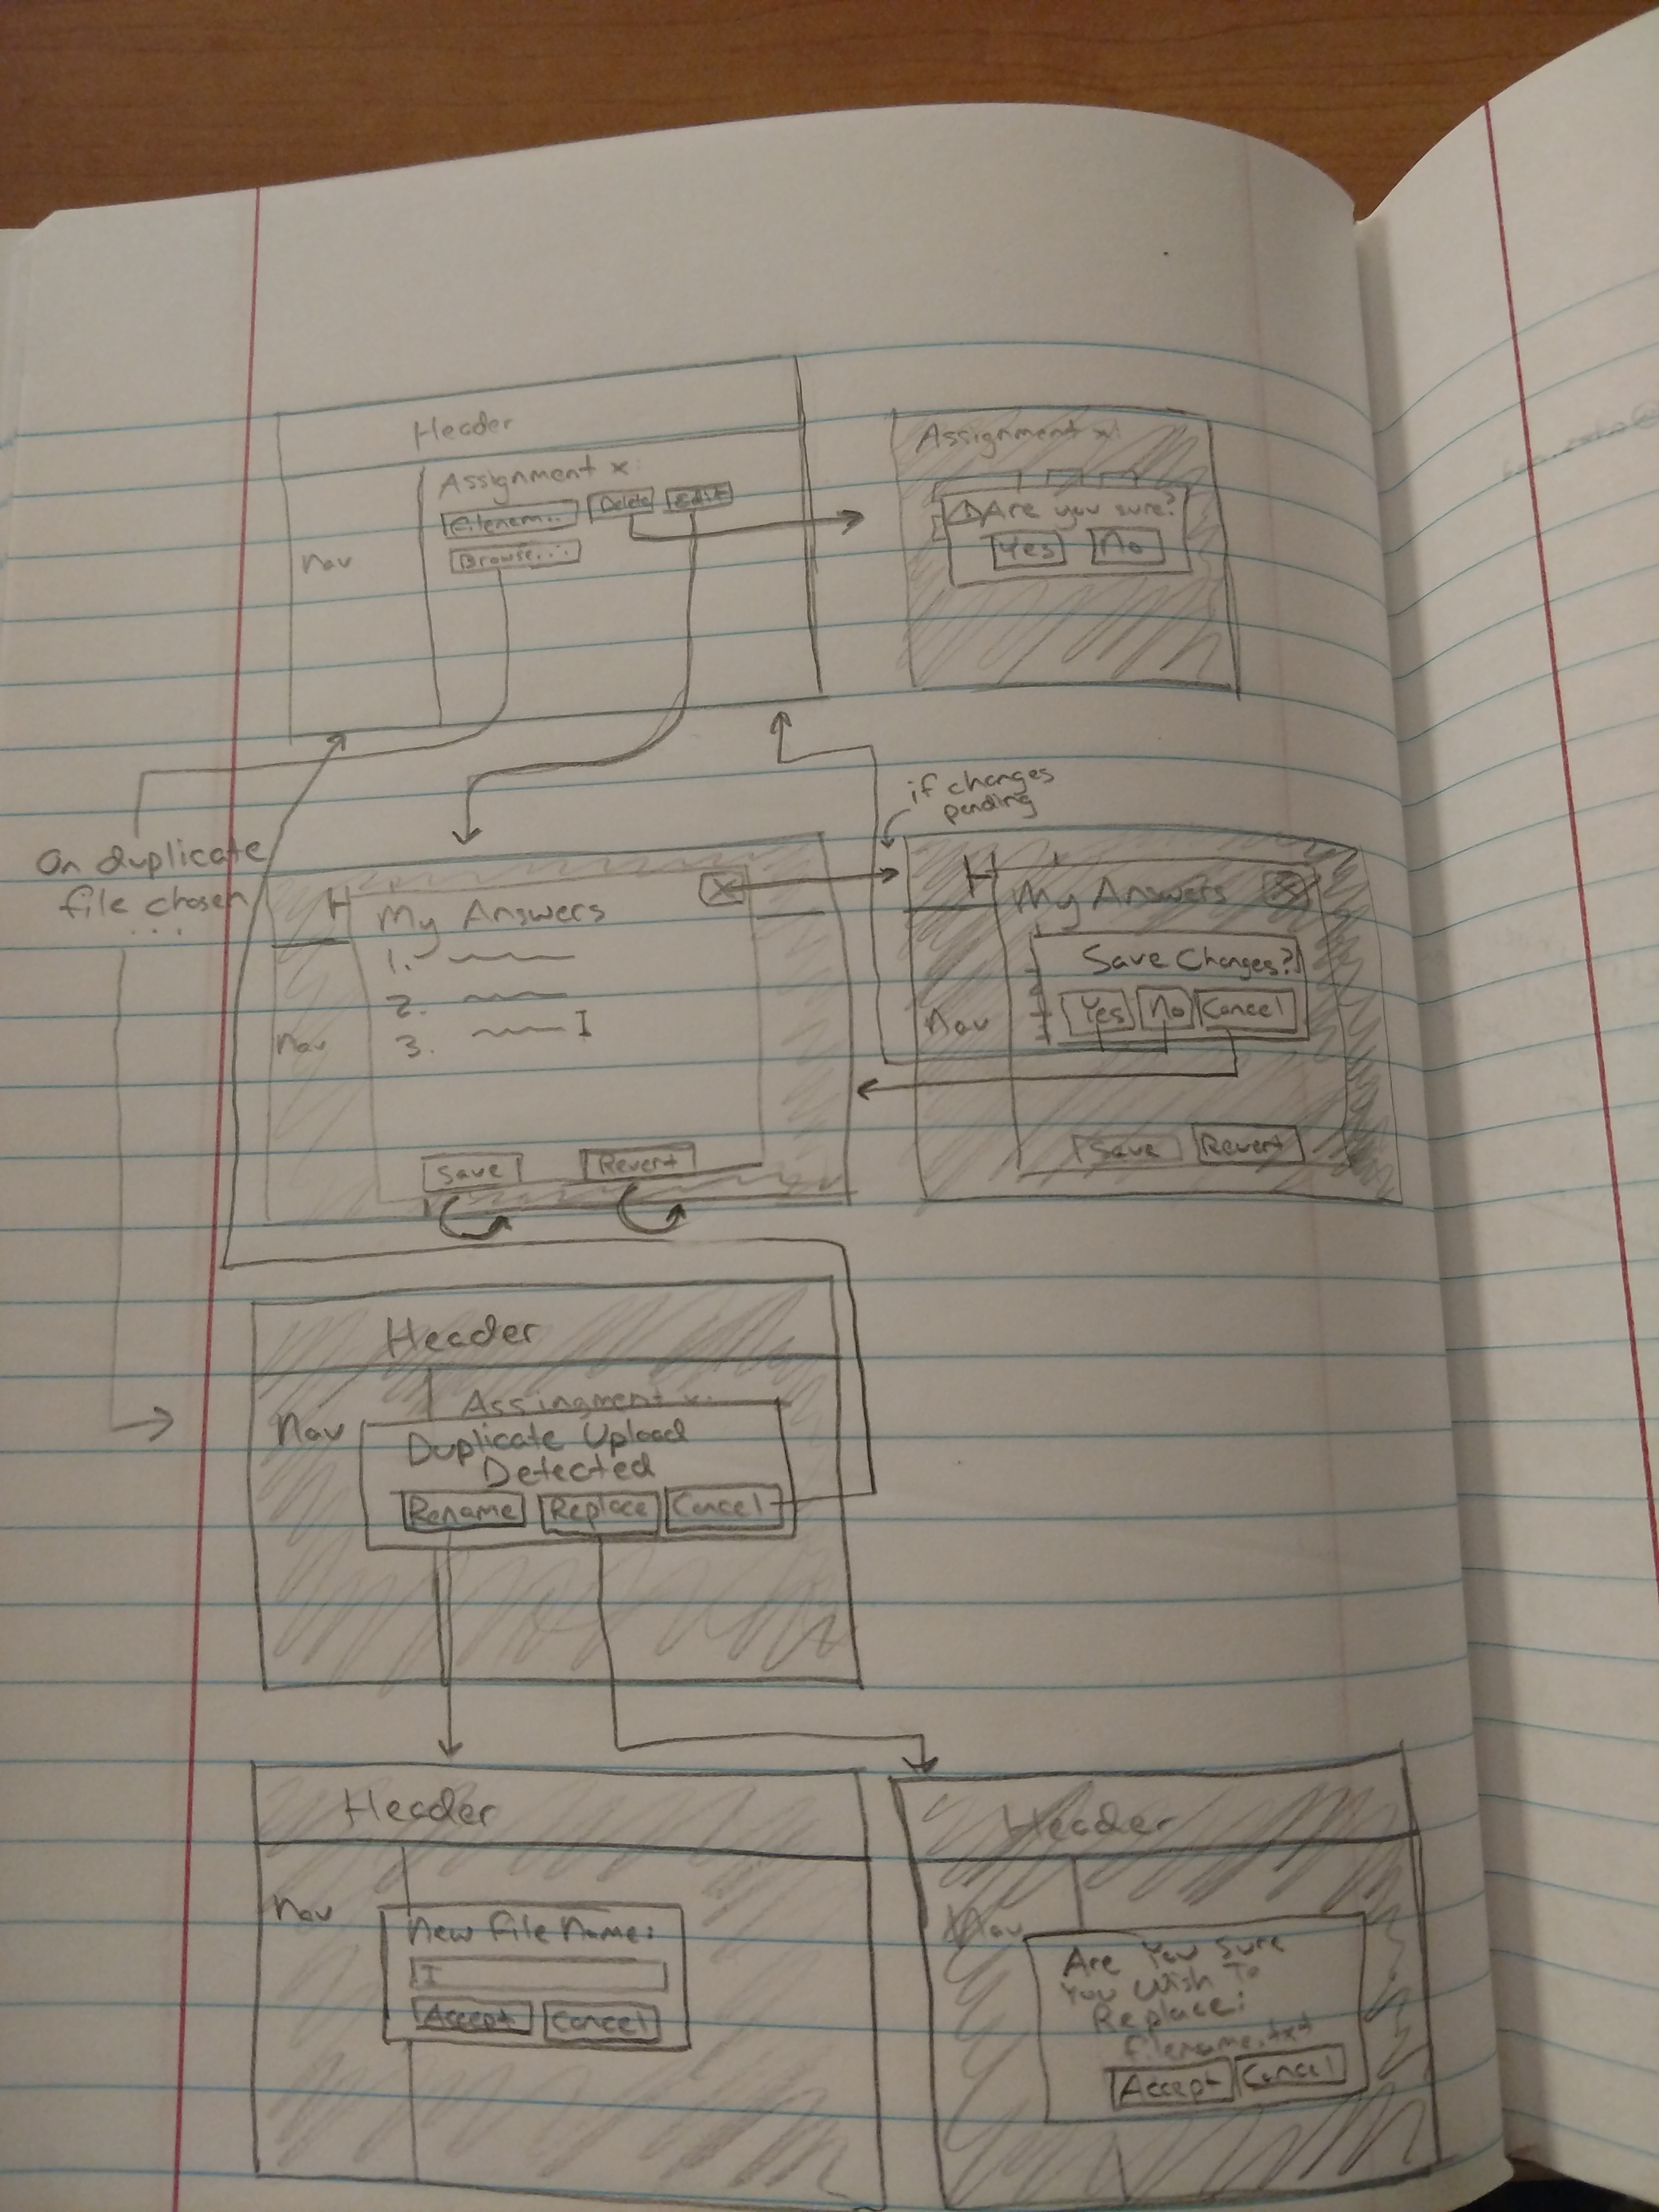 Header
Assignment x:
Filenam... Delete Edit
Browse...
Nav
Assignment x:
Are you sure?
Yes No
if changes
pending
On duplicate
file chosen
...
H
My Answers X
1.
2.
3.
Nav
Save Revert
H
My Answers X
Save Changes?
Yes No Cancel
Nav
Save Revert
Header
Assingment x:
Nav
Duplicate Upload
Detected
Rename Replace Cancel
Header
Nav
New File Name:
I
Accept Cancel
Header
Nav
Are You Sure
You Wish To
Replace:
filename.txt
Accept Cancel